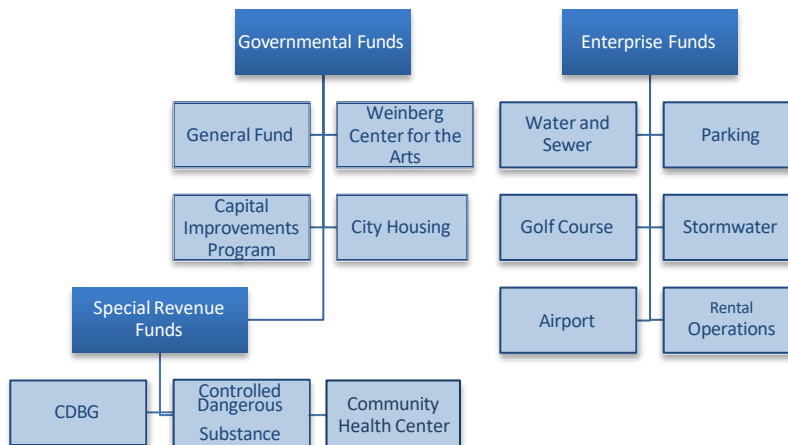 Governmental Funds
Enterprise Funds
General Fund
Weinberg
Center for the
Arts
Water and
Sewer
Parking
Capital
Improvements
Program
City Housing
Golf Course
Stormwater
Special Revenue
Funds
Airport
Rental
Operations
CDBG
Controlled
Dangerous
Substance
Community
Health Center